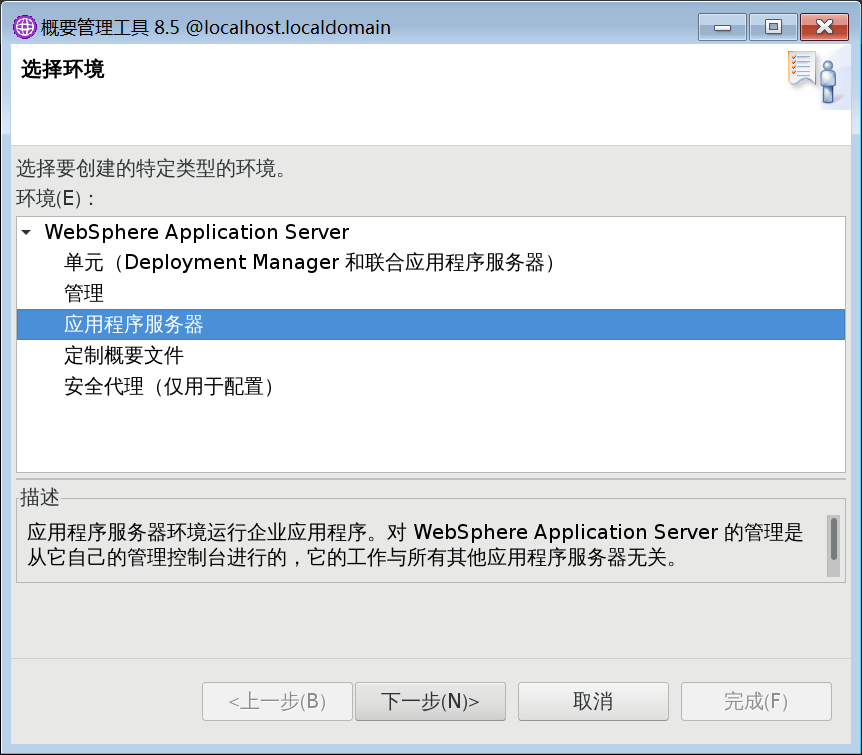 概要管理工具 8.5 @localhost.localdomain
选择环境
选择要创建的特定类型的环境。
环境(E)：
WebSphere Application Server
单元（Deployment Manager 和联合应用程序服务器）
管理
应用程序服务器
定制概要文件
安全代理（仅用于配置）
描述
应用程序服务器环境运行企业应用程序。对 WebSphere Application Server 的管理是
从它自己的管理控制台进行的，它的工作与所有其他应用程序服务器无关。
<上一步(B) 下一步(N)> 取消 完成(F)